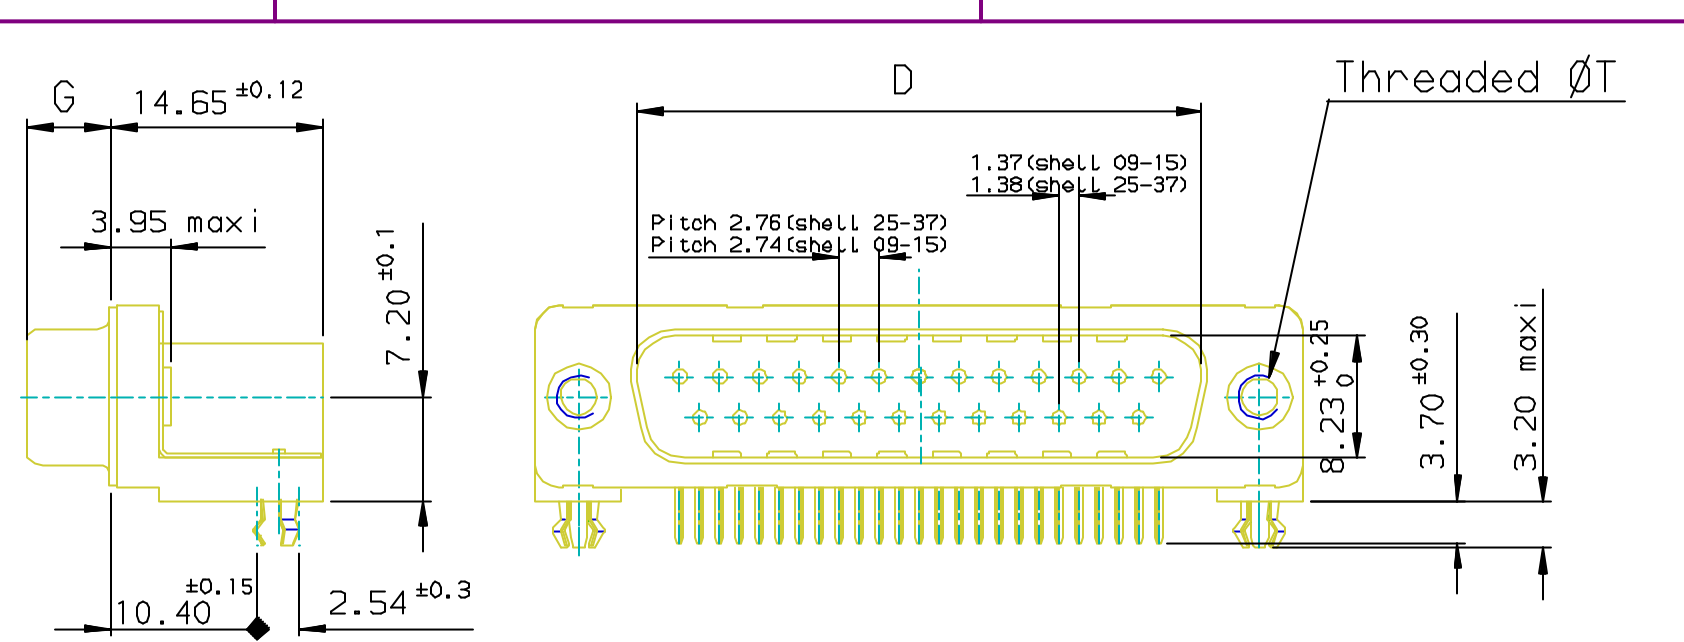 G
14.65 ±0.12
D
Threaded ØT
1.37(shell 09-15)
1.38(shell 25-37)
3.95 maxi
Pitch 2.76(shell 25-37)
Pitch 2.74(shell 09-15)
7.20 ±0.1
8.23 +0.25 0
3.70 ±0.30
3.20 maxi
10.40 ±0.15
2.54 ±0.3